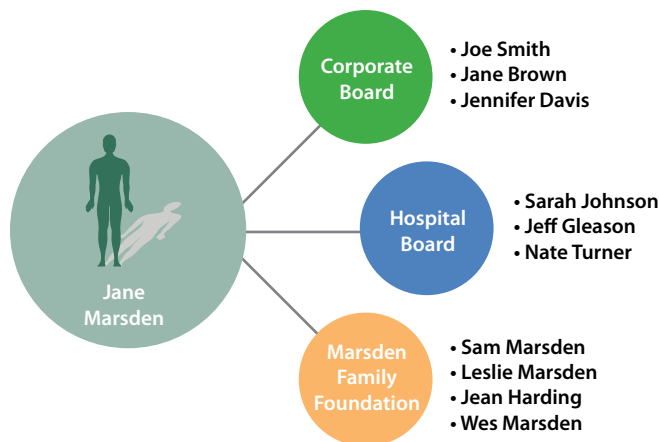 Corporate
Board
• Joe Smith
• Jane Brown
• Jennifer Davis
Jane
Marsden
Hospital
Board
• Sarah Johnson
• Jeff Gleason
• Nate Turner
Marsden
Family
Foundation
• Sam Marsden
• Leslie Marsden
• Jean Harding
• Wes Marsden